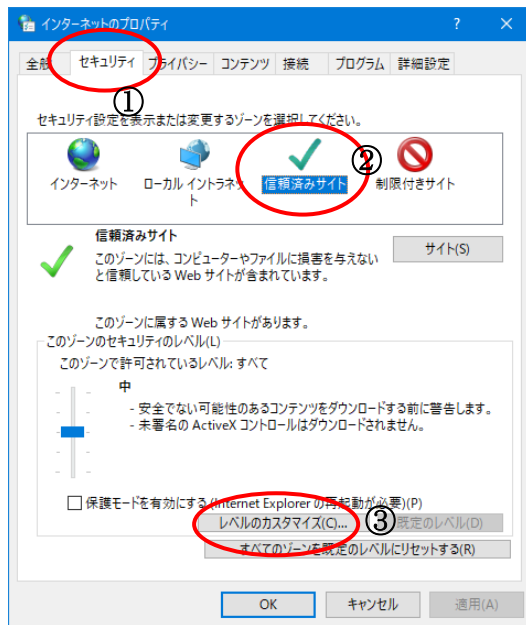 インターネットのプロパティ
? ×
全般 セキュリティ プライバシー コンテンツ 接続 プログラム 詳細設定
①
セキュリティ設定を表示または変更するゾーンを選択してください。
②
インターネット ローカル イントラネット 信頼済みサイト 制限付きサイト
信頼済みサイト
サイト(S)
このゾーンには、コンピューターやファイルに損害を与えない
と信頼している Web サイトが含まれています。
このゾーンに属する Web サイトがあります。
このゾーンのセキュリティのレベル(L)
このゾーンで許可されているレベル: すべて
中
- 安全でない可能性のあるコンテンツをダウンロードする前に警告します。
- 未署名の ActiveX コントロールはダウンロードされません。
保護モードを有効にする (Internet Explorer の再起動が必要)(P)
レベルのカスタマイズ(C)... ③ 既定のレベル(D)
すべてのゾーンを既定のレベルにリセットする(R)
OK キャンセル 適用(A)